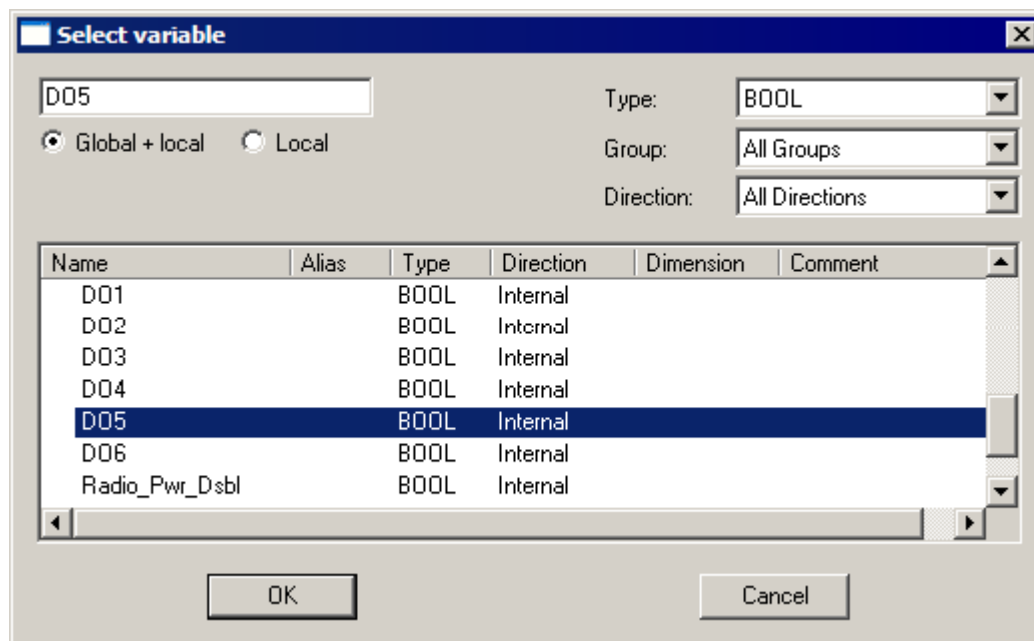 Select variable
DO5
Type: BOOL
Global + local Local
Group: All Groups
Direction: All Directions
Name Alias Type Direction Dimension Comment
DO1 BOOL Internal
DO2 BOOL Internal
DO3 BOOL Internal
DO4 BOOL Internal
DO5 BOOL Internal
DO6 BOOL Internal
Radio_Pwr_Dsbl BOOL Internal
OK Cancel